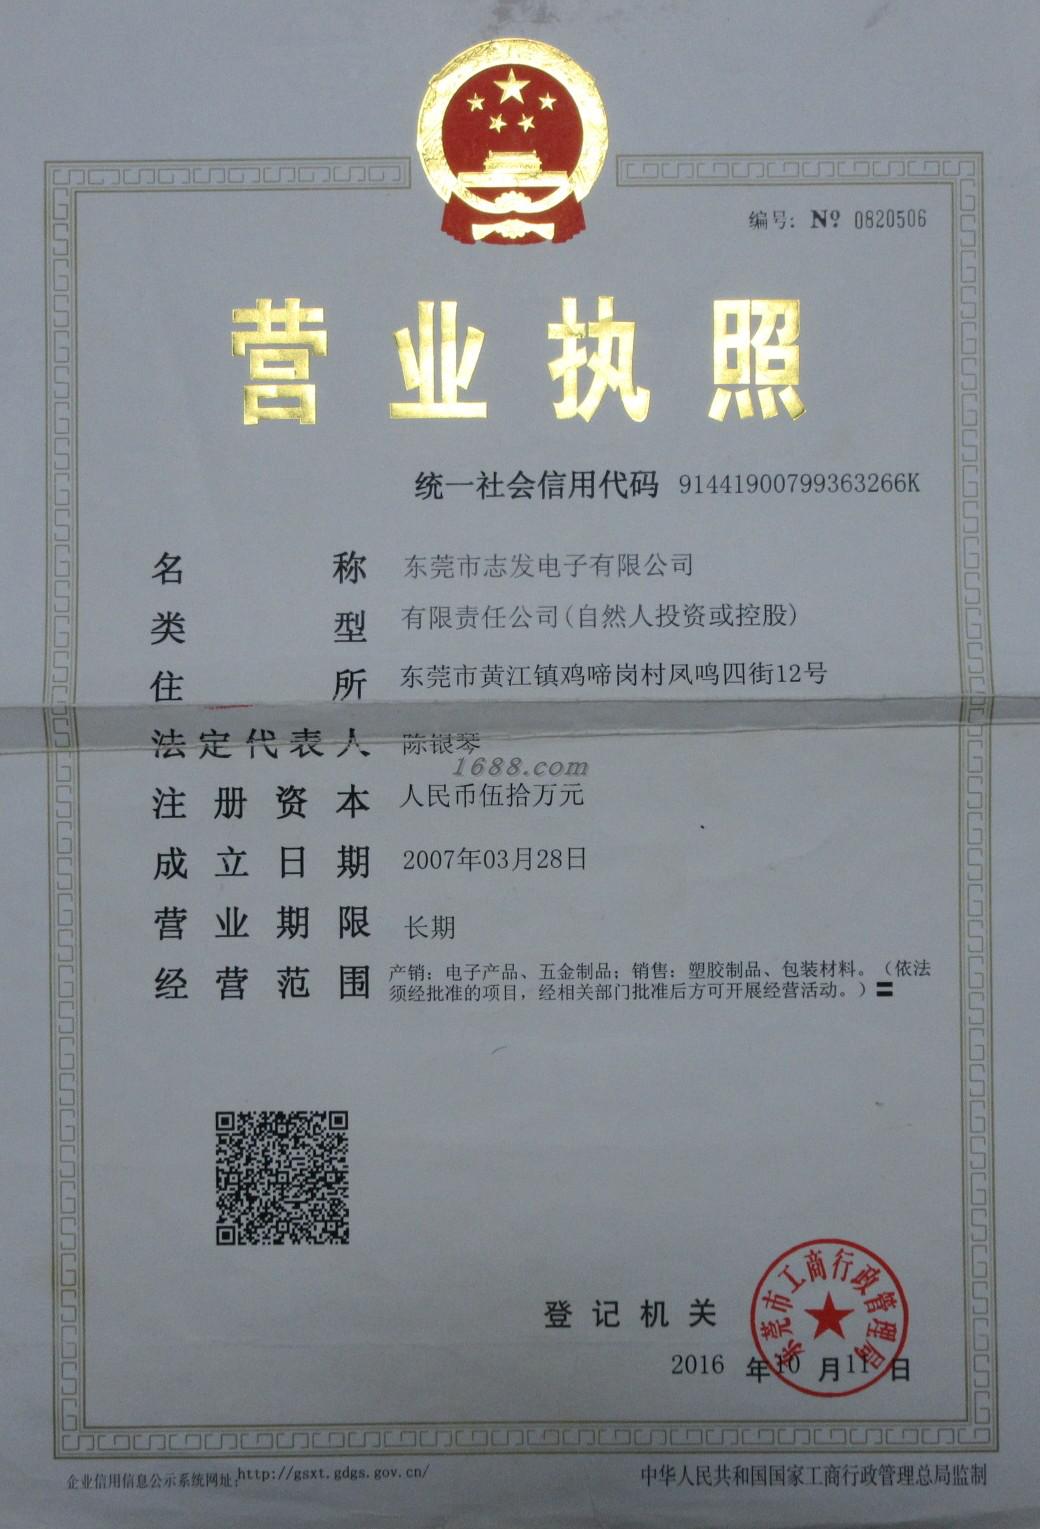 编号: Nº 0820506
营业执照
统一社会信用代码 91441900799363266K
名称 东莞市志发电子有限公司
类型 有限责任公司(自然人投资或控股)
住所 东莞市黄江镇鸡啼岗村凤鸣四街12号
法定代表人 陈银琴
1688.com
注册资本 人民币伍拾万元
成立日期 2007年03月28日
营业期限 长期
经营范围 产销：电子产品、五金制品；销售：塑胶制品、包装材料。（依法
须经批准的项目，经相关部门批准后方可开展经营活动。）
东莞市工商行政管理局
登记机关
2016 年10 月11 日
企业信用信息公示系统网址: http://gsxt.gdgs.gov.cn/
中华人民共和国国家工商行政管理总局监制